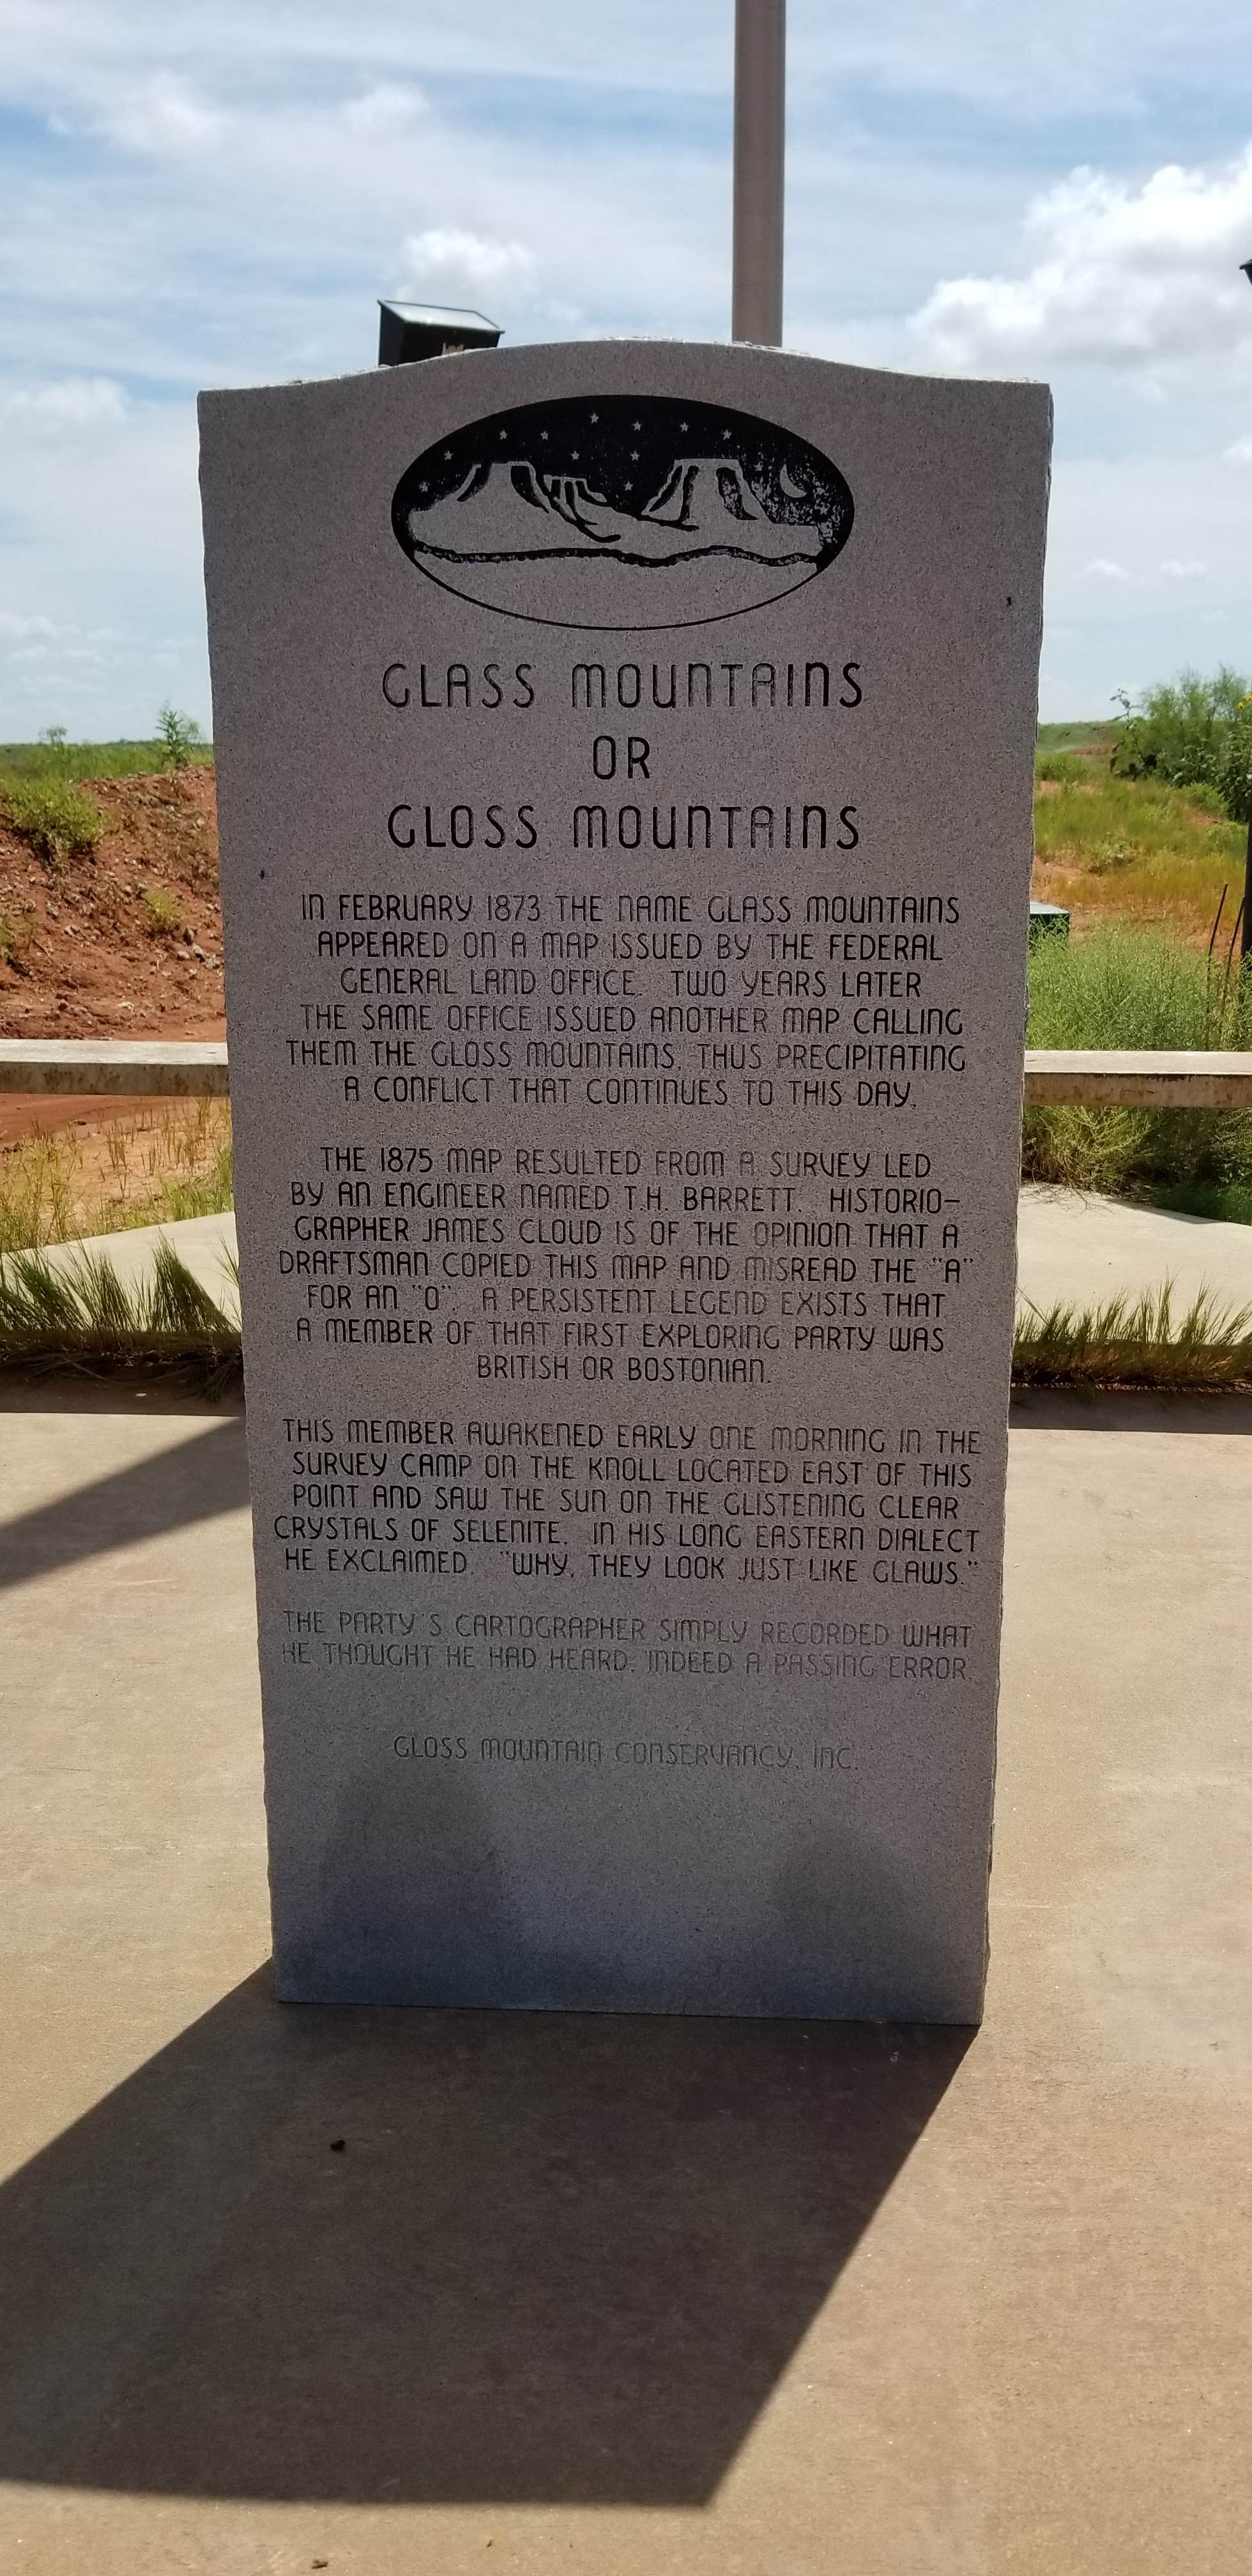 GLASS MOUNTAINS
OR
GLOSS MOUNTAINS
IN FEBRUARY 1873 THE NAME GLASS MOUNTAINS
APPEARED ON A MAP ISSUED BY THE FEDERAL
GENERAL LAND OFFICE. TWO YEARS LATER
THE SAME OFFICE ISSUED ANOTHER MAP CALLING
THEM THE GLOSS MOUNTAINS, THUS PRECIPITATING
A CONFLICT THAT CONTINUES TO THIS DAY.
THE 1875 MAP RESULTED FROM A SURVEY LED
BY AN ENGINEER NAMED T.H. BARRETT. HISTORIO-
GRAPHER JAMES CLOUD IS OF THE OPINION THAT A
DRAFTSMAN COPIED THIS MAP AND MISREAD THE "A"
FOR AN "O". A PERSISTENT LEGEND EXISTS THAT
A MEMBER OF THAT FIRST EXPLORING PARTY WAS
BRITISH OR BOSTONIAN.
THIS MEMBER AWAKENED EARLY ONE MORNING IN THE
SURVEY CAMP ON THE KNOLL LOCATED EAST OF THIS
POINT AND SAW THE SUN ON THE GLISTENING CLEAR
CRYSTALS OF SELENITE. IN HIS LONG EASTERN DIALECT
HE EXCLAIMED, "WHY, THEY LOOK JUST LIKE GLAWS."
THE PARTY'S CARTOGRAPHER SIMPLY RECORDED WHAT
HE THOUGHT HE HAD HEARD; INDEED A PASSING ERROR.
GLOSS MOUNTAIN CONSERVANCY, INC.